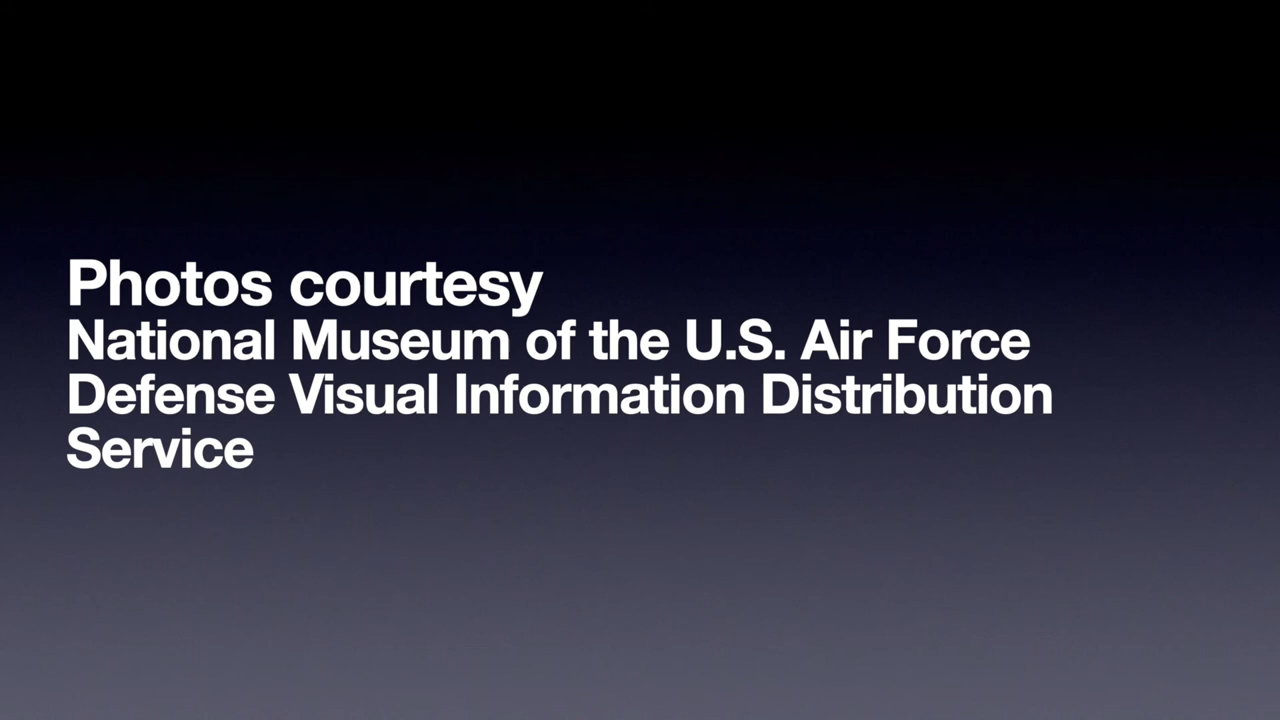 Photos courtesy
National Museum of the U.S. Air Force
Defense Visual Information Distribution
Service